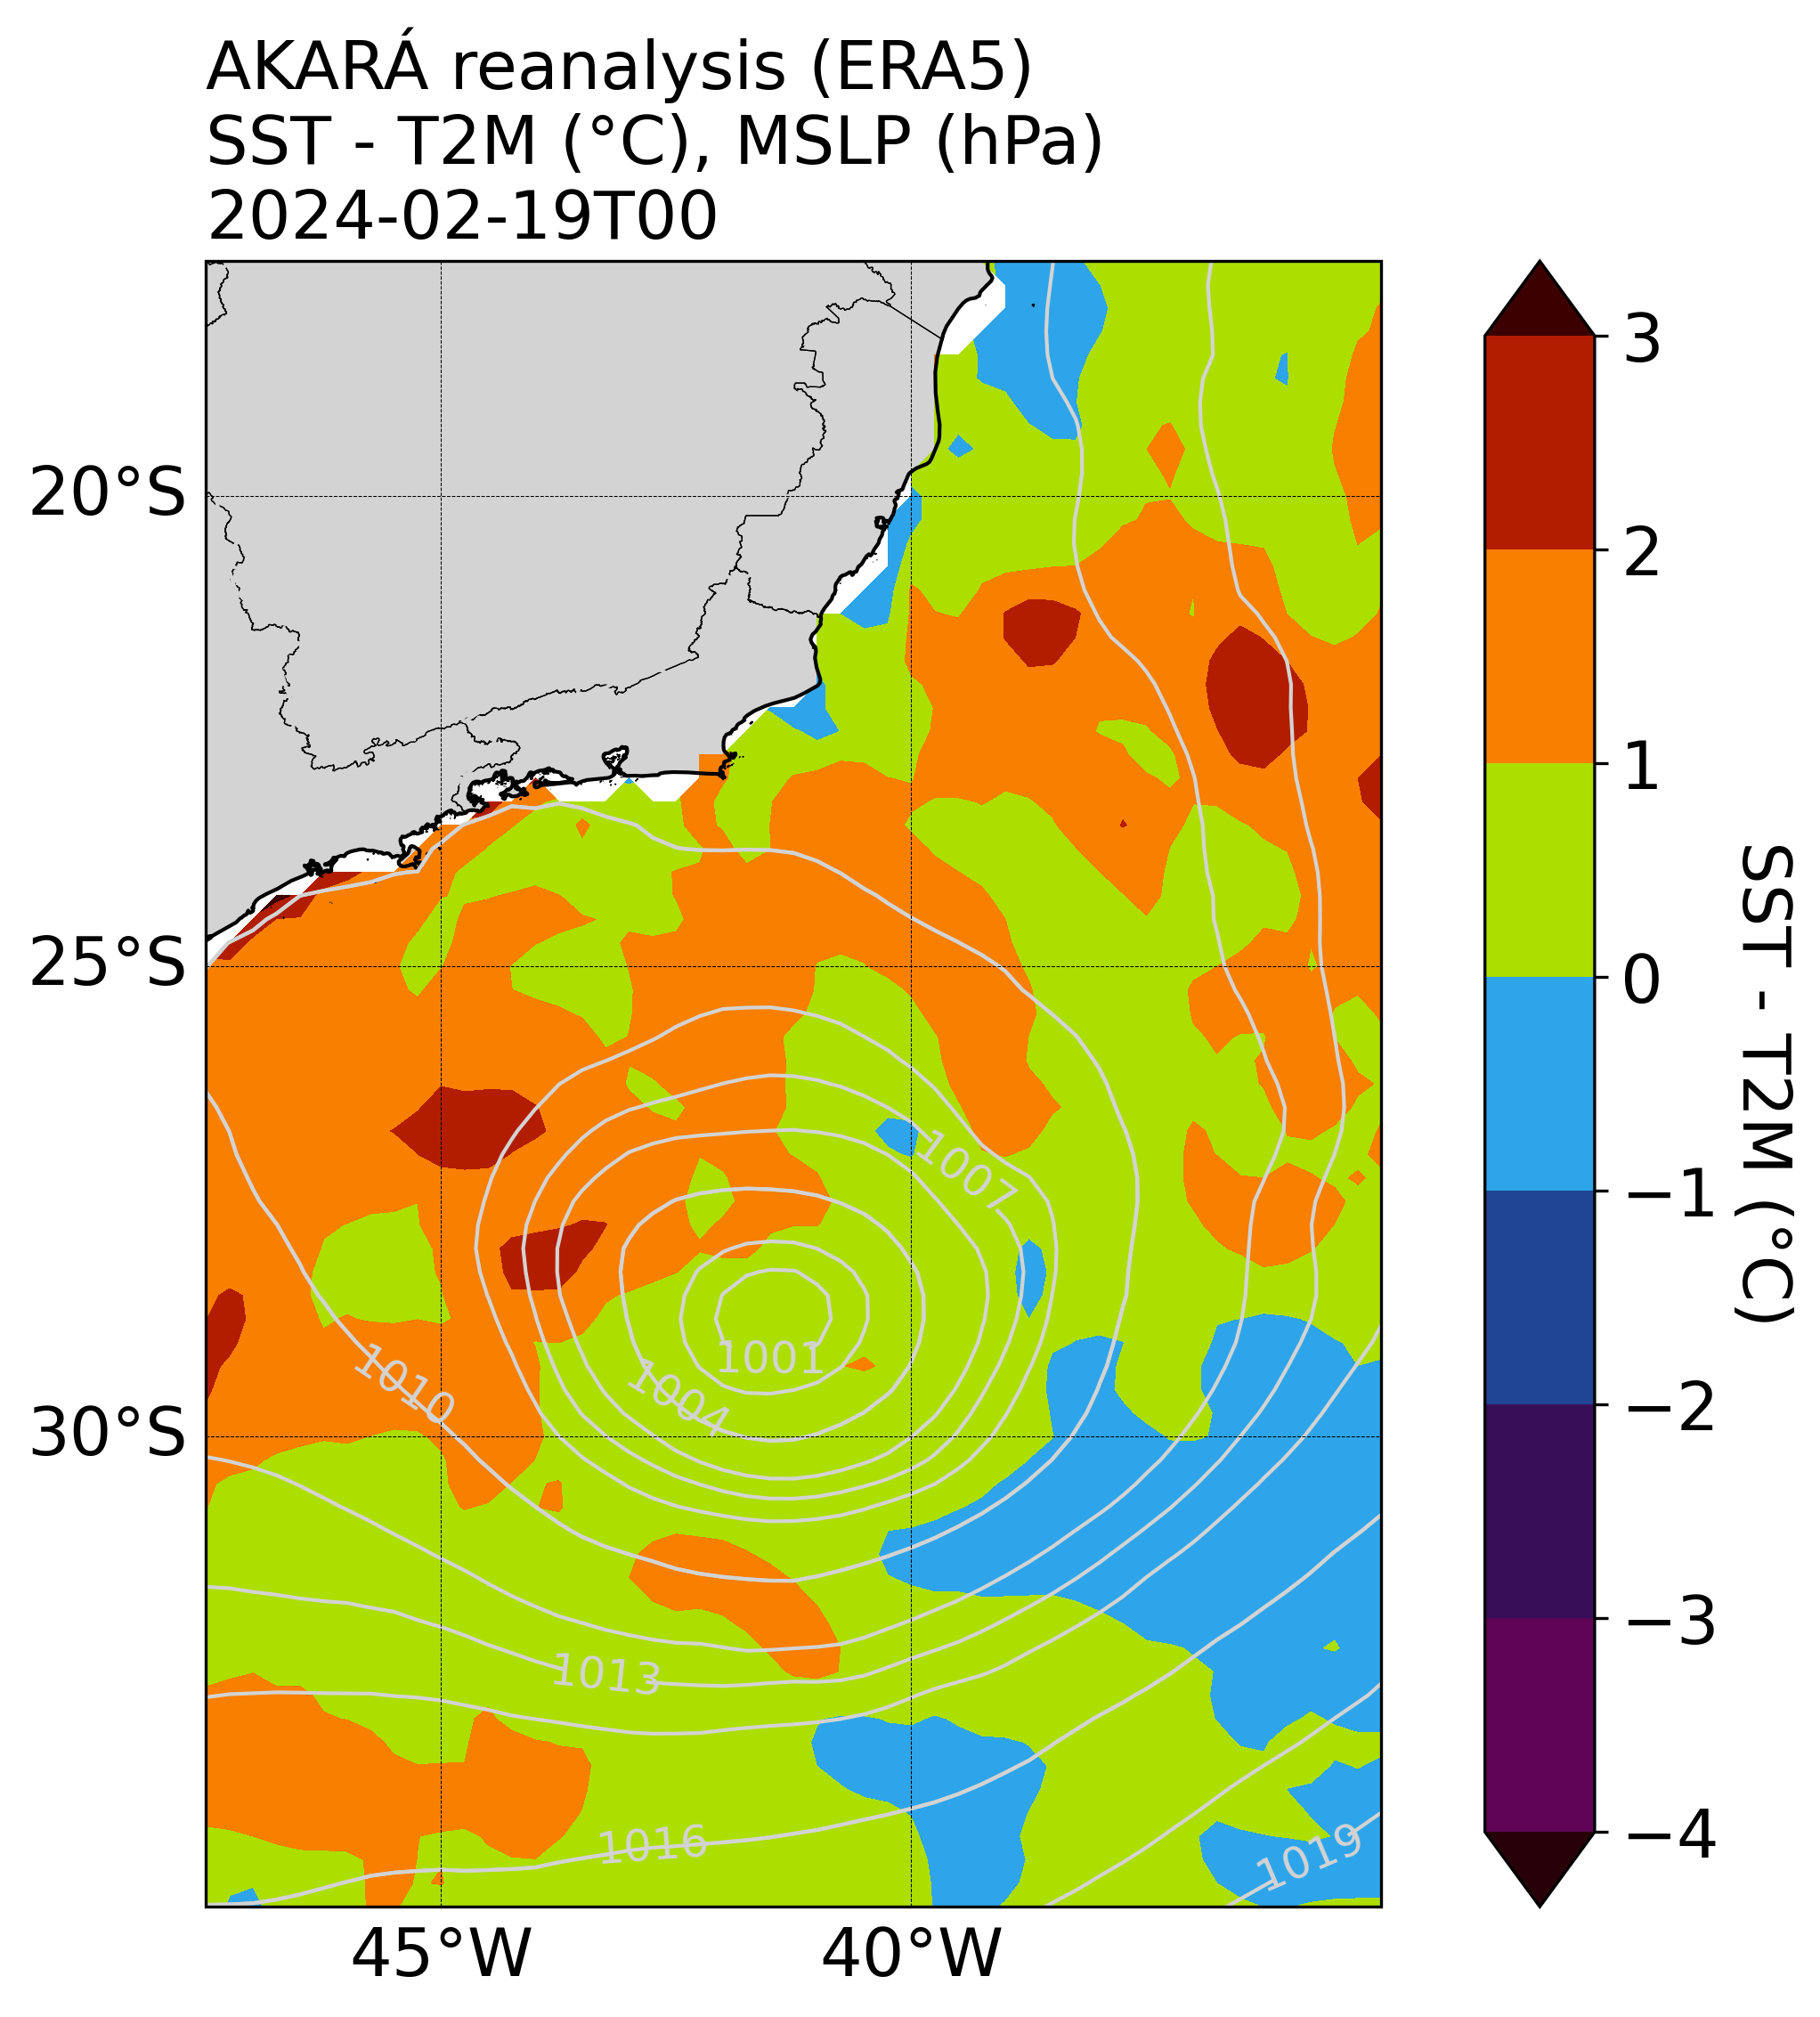 AKARÁ reanalysis (ERA5)
SST - T2M (°C), MSLP (hPa)
2024-02-19T00
20°S
25°S
30°S
45°W
40°W
1007
1001
1004
1010
1013
1016
1019
3
2
1
0
−1
−2
−3
−4
SST - T2M (°C)